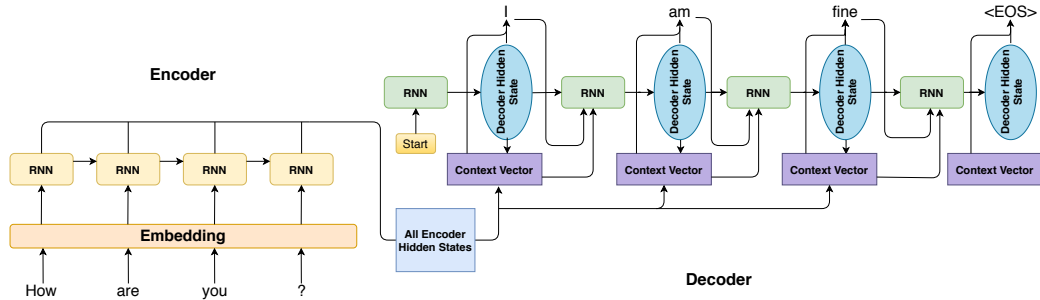 I
am
fine
<EOS>
Encoder
Decoder Hidden
State
Decoder Hidden
State
Decoder Hidden
State
Decoder Hidden
State
RNN
RNN
RNN
RNN
Start
RNN
RNN
RNN
RNN
Context Vector
Context Vector
Context Vector
Context Vector
Embedding
All Encoder
Hidden States
How
are
you
?
Decoder